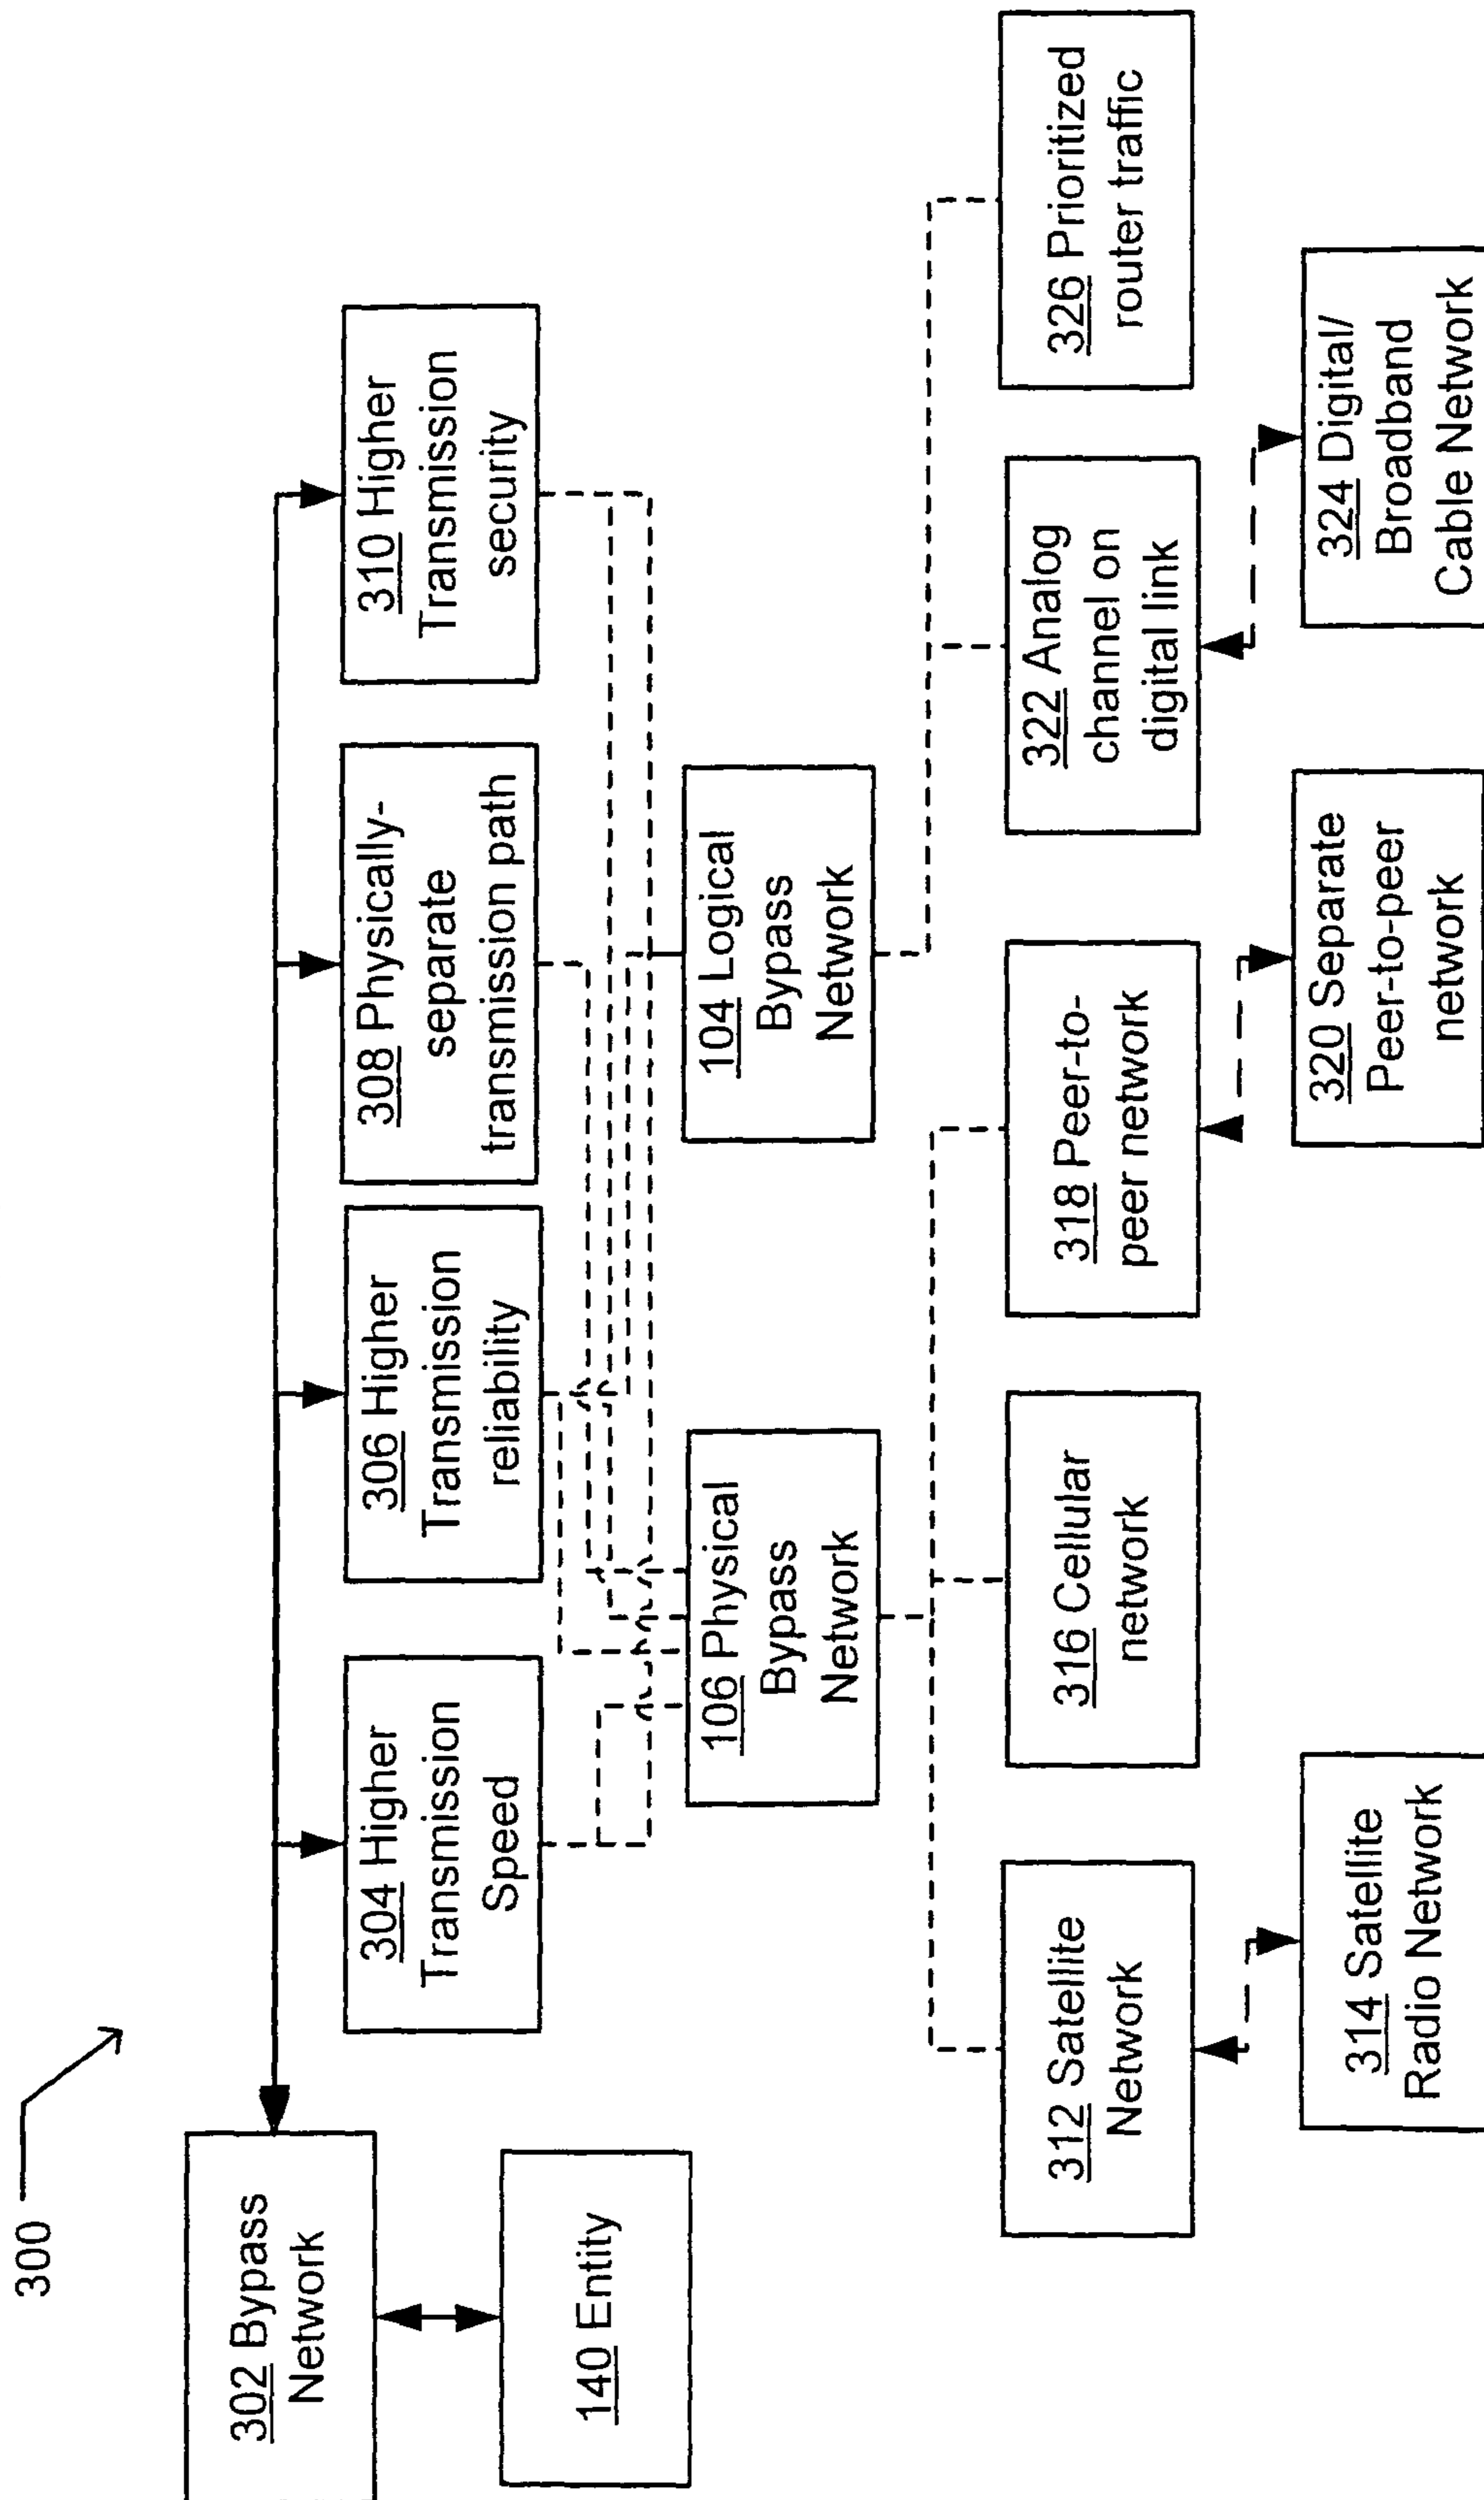 300
302 Bypass
Network
140 Entity
304 Higher
Transmission
Speed
306 Higher
Transmission
reliability
308 Physically-
separate
transmission path
310 Higher
Transmission
security
106 Physical
Bypass
Network
104 Logical
Bypass
Network
312 Satellite
Network
316 Cellular
network
318 Peer-to-
peer network
322 Analog
channel on
digital link
326 Prioritized
router traffic
314 Satellite
Radio Network
320 Separate
Peer-to-peer
network
324 Digital/
Broadband
Cable Network